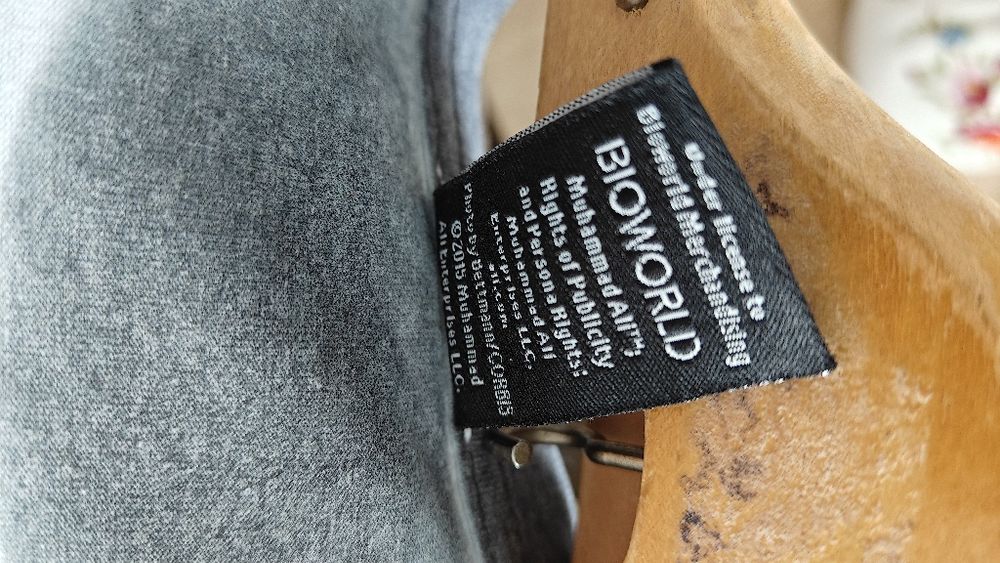 Under license to
Bioworld Merchandising
BIOWORLD
Muhammad Ali™;
Rights of Publicity
and Persona Rights:
Muhammad Ali
Enterprises LLC.
ali.com.
Photo by Bettmann/CORBIS
©2015 Muhammad
Ali Enterprises LLC.